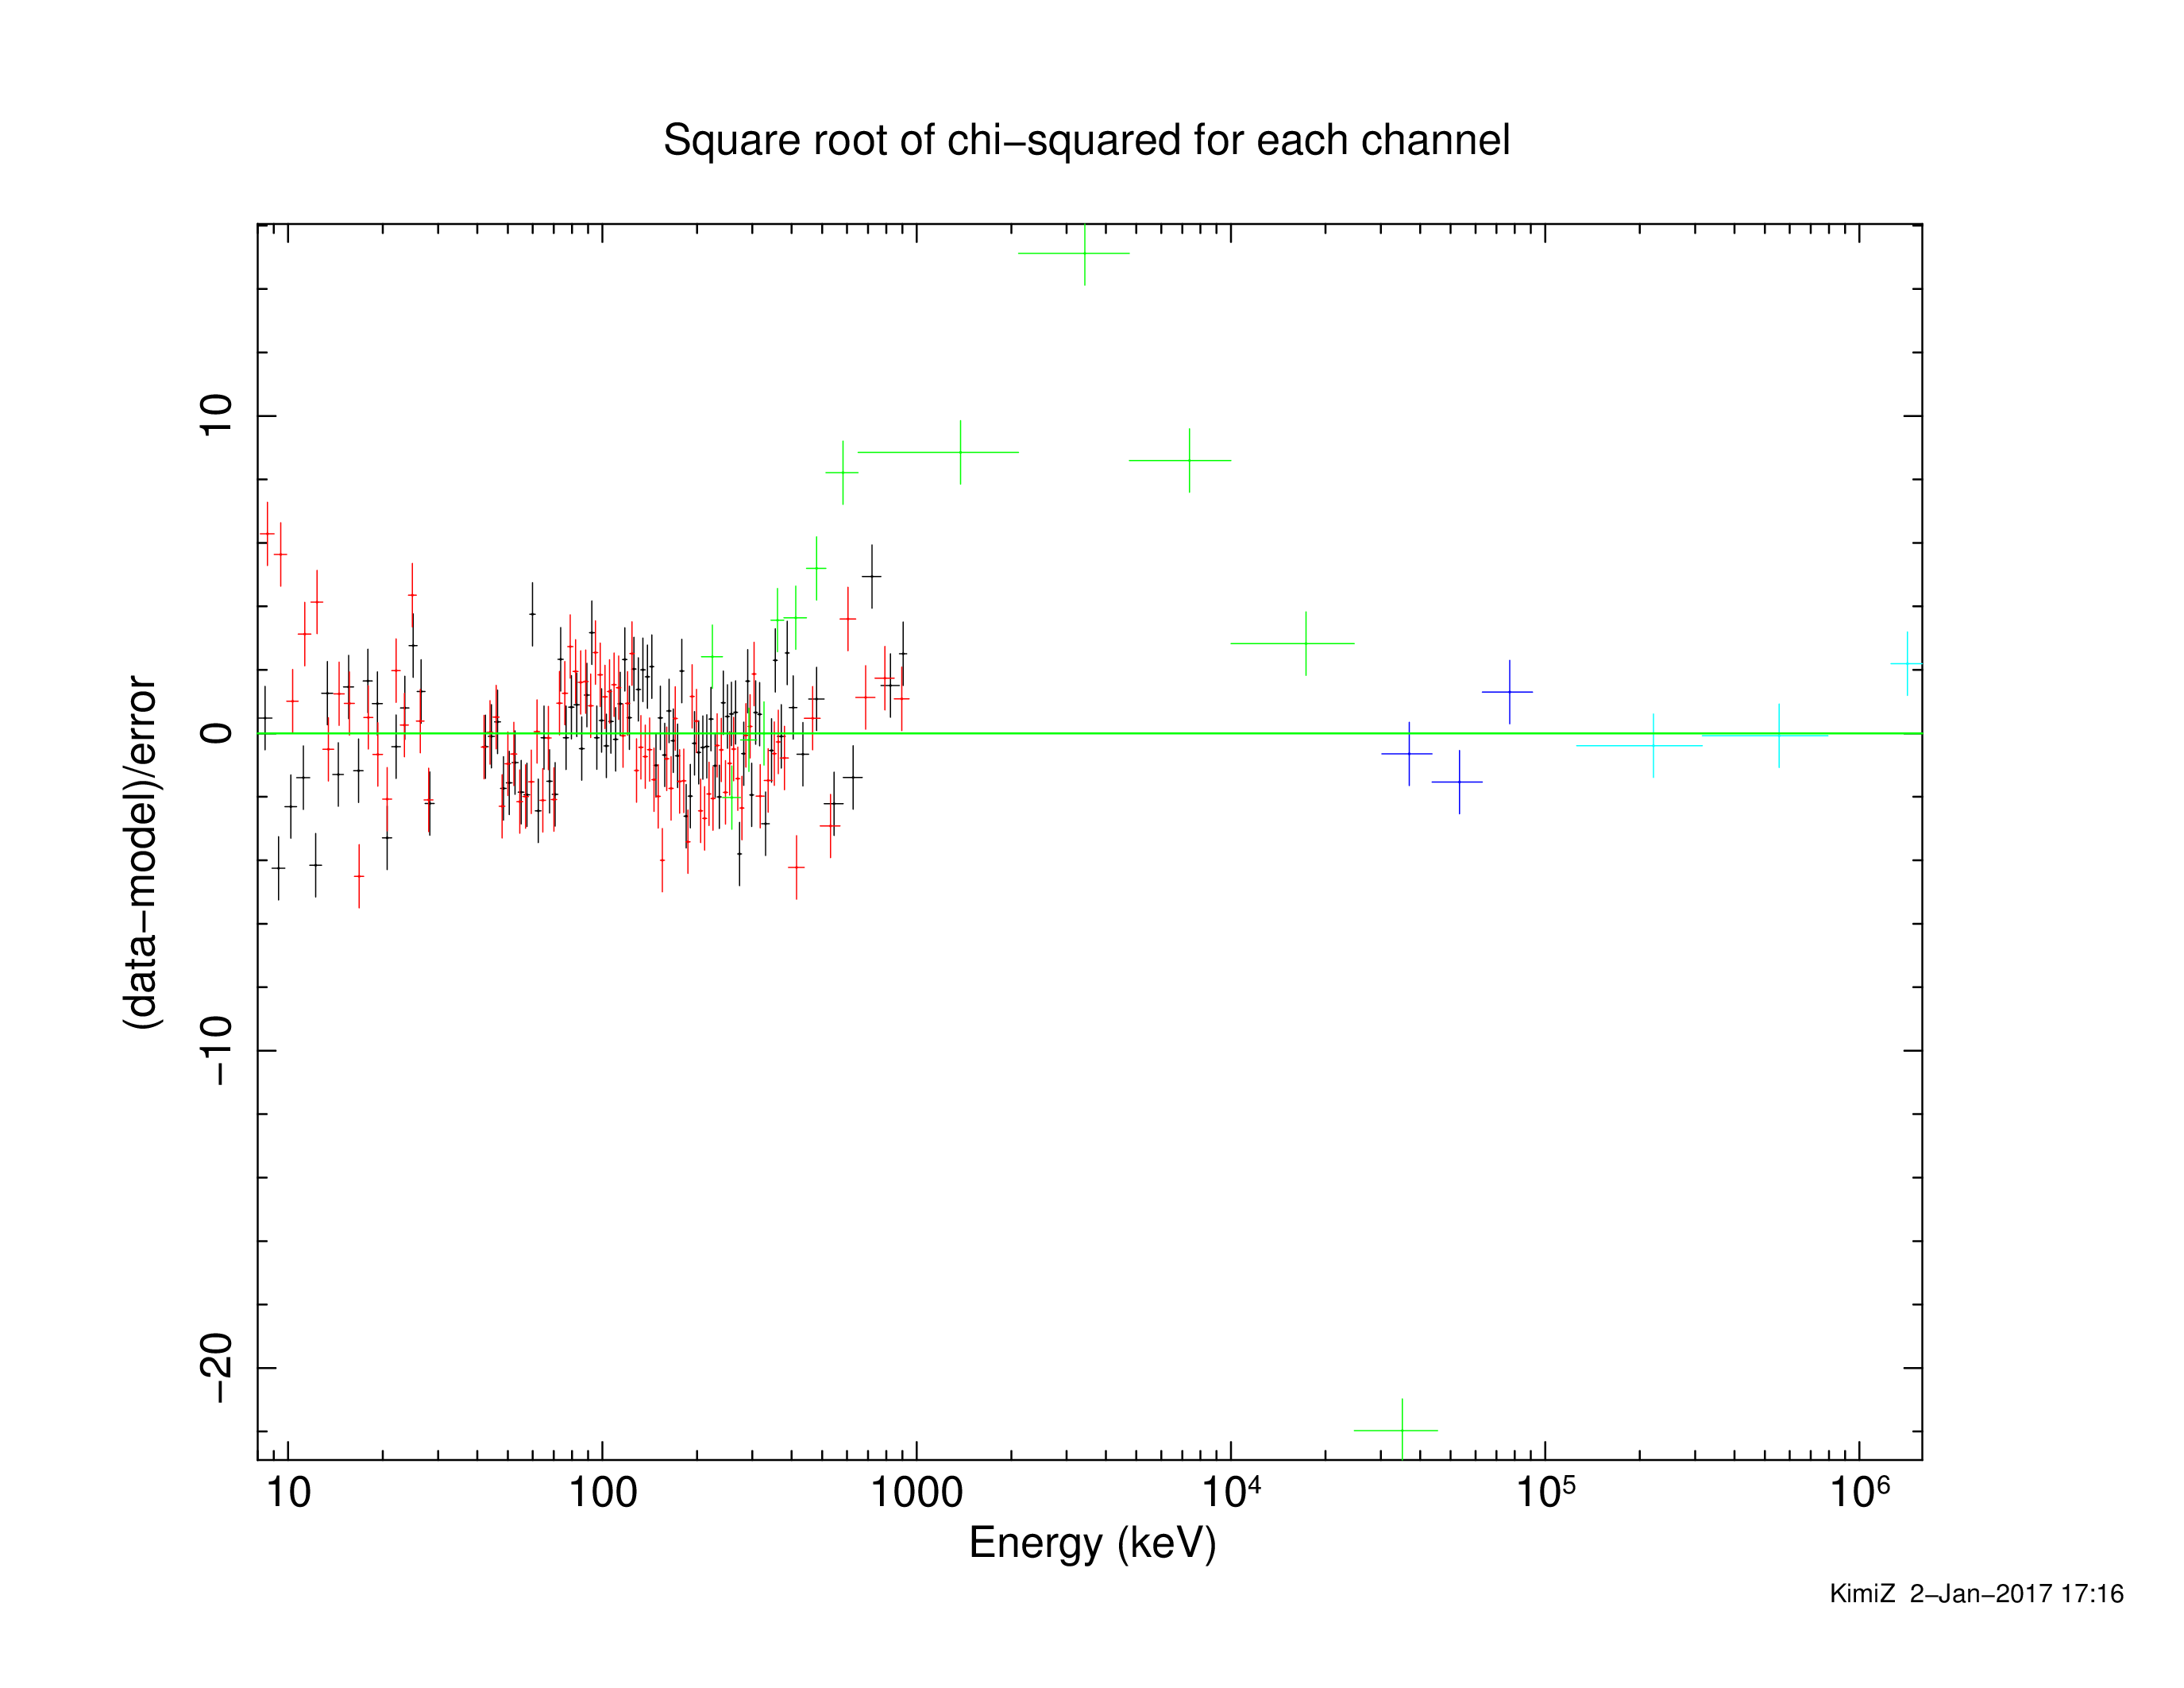 Square root of chi−squared for each channel
(data−model)/error
10
0
−10
−20
10 100 1000 10⁴ 10⁵ 10⁶
Energy (keV)
KimiZ 2−Jan−2017 17:16